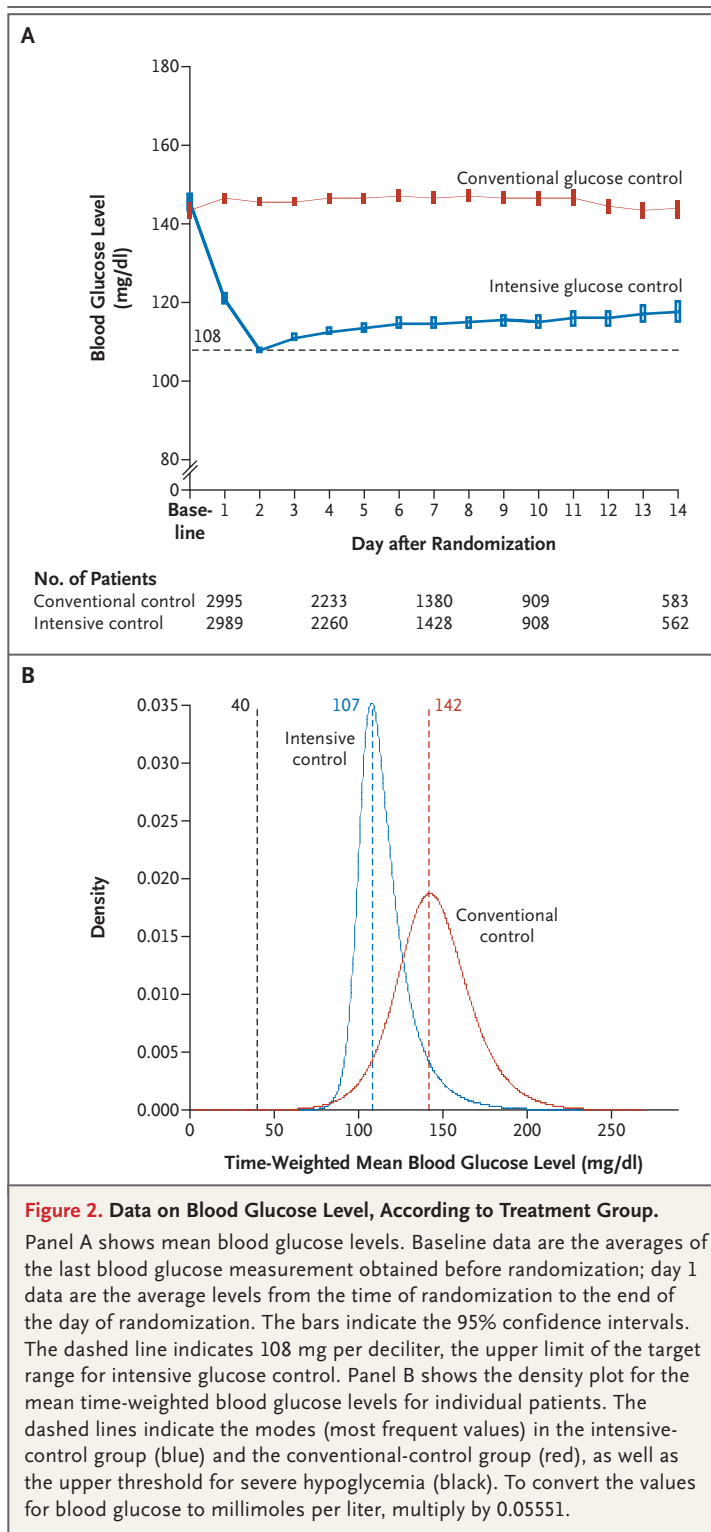 A
180
160
140
120
100
80
0
Blood Glucose Level
(mg/dl)
Conventional glucose control
Intensive glucose control
108
Base-
line
1 2 3 4 5 6 7 8 9 10 11 12 13 14
Day after Randomization
No. of Patients
Conventional control 2995 2233 1380 909 583
Intensive control 2989 2260 1428 908 562
B
0.035
0.030
0.025
0.020
0.015
0.010
0.005
0.000
Density
40
107
142
Intensive
control
Conventional
control
0 50 100 150 200 250
Time-Weighted Mean Blood Glucose Level (mg/dl)
Figure 2. Data on Blood Glucose Level, According to Treatment Group.
Panel A shows mean blood glucose levels. Baseline data are the averages of
the last blood glucose measurement obtained before randomization; day 1
data are the average levels from the time of randomization to the end of
the day of randomization. The bars indicate the 95% confidence intervals.
The dashed line indicates 108 mg per deciliter, the upper limit of the target
range for intensive glucose control. Panel B shows the density plot for the
mean time-weighted blood glucose levels for individual patients. The
dashed lines indicate the modes (most frequent values) in the intensive-
control group (blue) and the conventional-control group (red), as well as
the upper threshold for severe hypoglycemia (black). To convert the values
for blood glucose to millimoles per liter, multiply by 0.05551.